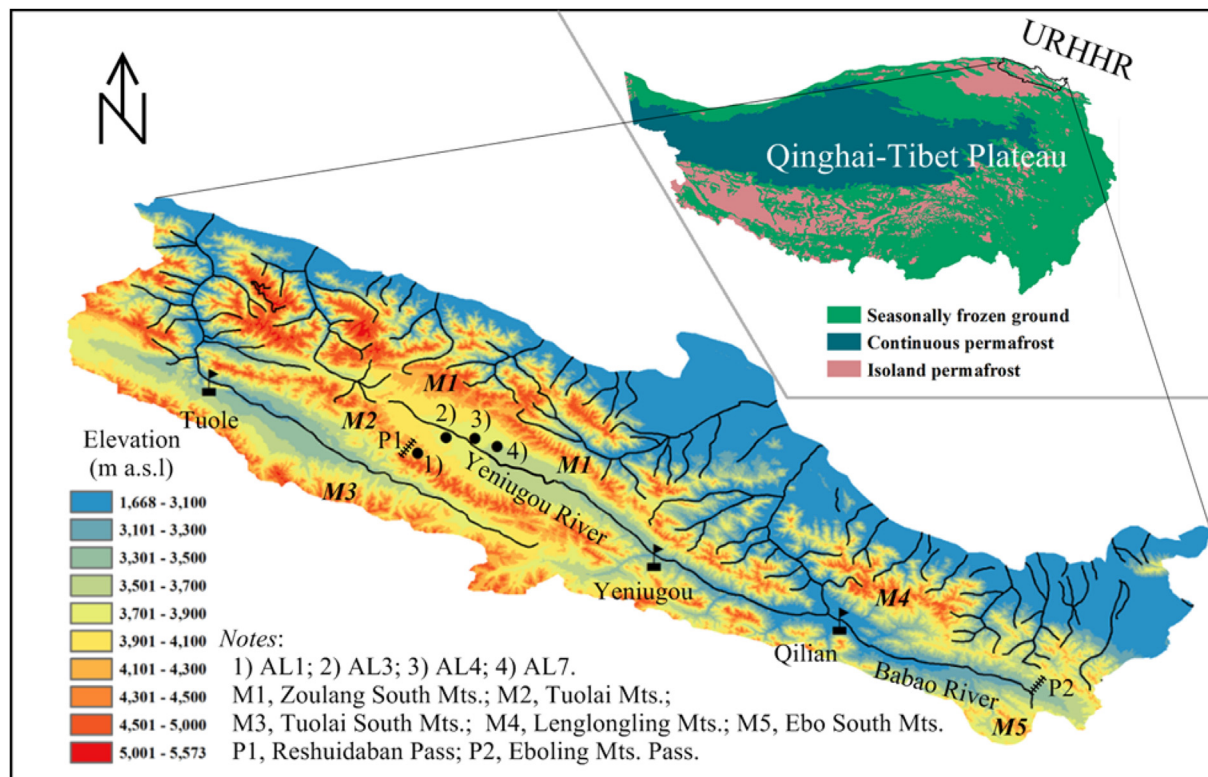 N
URHHR
Qinghai-Tibet Plateau
Seasonally frozen ground
Continuous permafrost
Isoland permafrost
M1
Tuole
M2
2)
3)
4)
P1
1)
M1
M3
Yeniugou River
Yeniugou
M4
Qilian
Babao River
P2
M5
Elevation
(m a.s.l)
1,668 - 3,100
3,101 - 3,300
3,301 - 3,500
3,501 - 3,700
3,701 - 3,900
3,901 - 4,100
4,101 - 4,300
4,301 - 4,500
4,501 - 5,000
5,001 - 5,573
Notes:
1) AL1; 2) AL3; 3) AL4; 4) AL7.
M1, Zoulang South Mts.; M2, Tuolai Mts.;
M3, Tuolai South Mts.; M4, Lenglongling Mts.; M5, Ebo South Mts.
P1, Reshuidaban Pass; P2, Eboling Mts. Pass.